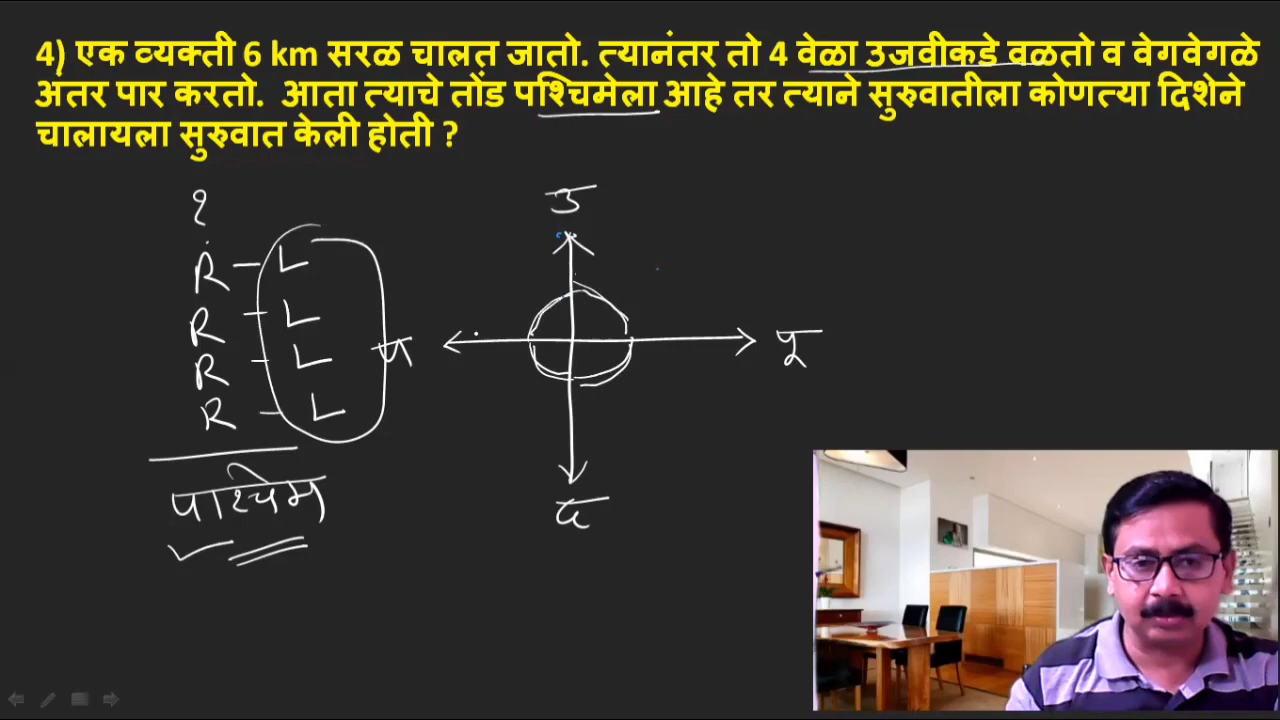 4) एक व्यक्ती 6 km सरळ चालत जातो. त्यानंतर तो 4 वेळा उजवीकडे वळतो व वेगवेगळे
अंतर पार करतो. आता त्याचे तोंड पश्चिमेला आहे तर त्याने सुरुवातीला कोणत्या दिशेने
चालायला सुरुवात केली होती ?
?
उ
R - L
R - L
प
पू
R - L
R - L
पश्चिम
द